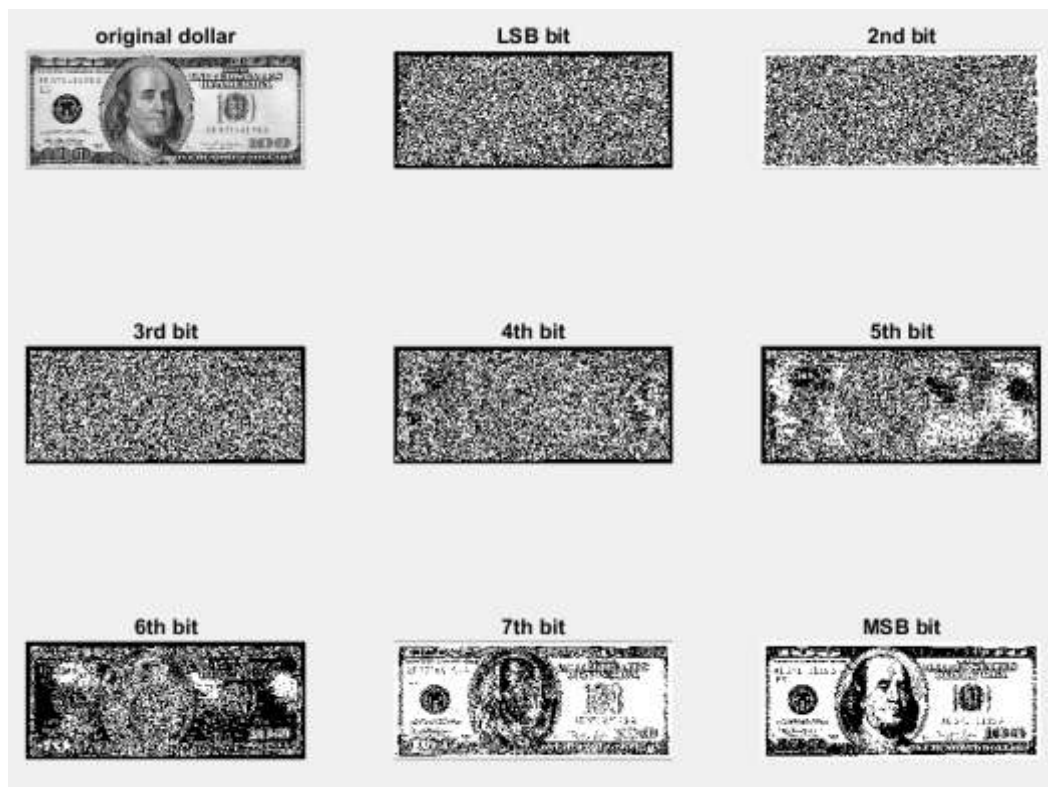 original dollar
LSB bit
2nd bit
3rd bit
4th bit
5th bit
6th bit
7th bit
MSB bit